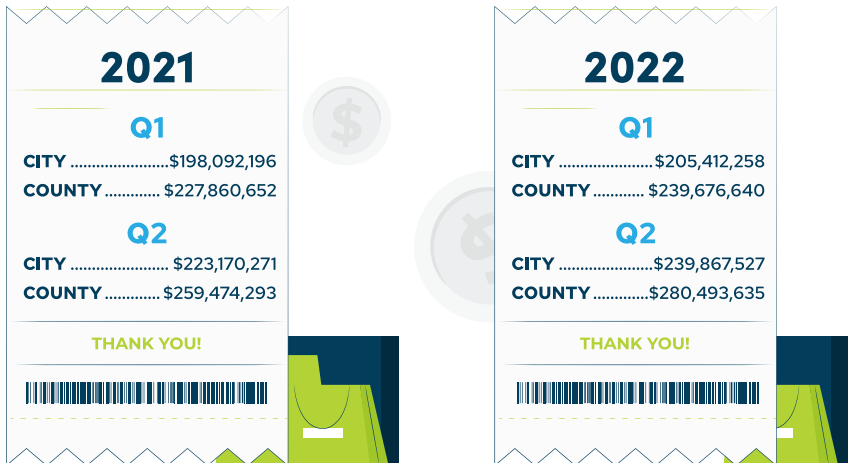 2021
Q1
CITY .......................$198,092,196
COUNTY ............. $227,860,652
Q2
CITY ....................... $223,170,271
COUNTY ............. $259,474,293
THANK YOU!
2022
Q1
CITY ......................$205,412,258
COUNTY ............ $239,676,640
Q2
CITY ......................$239,867,527
COUNTY .............$280,493,635
THANK YOU!
$
$